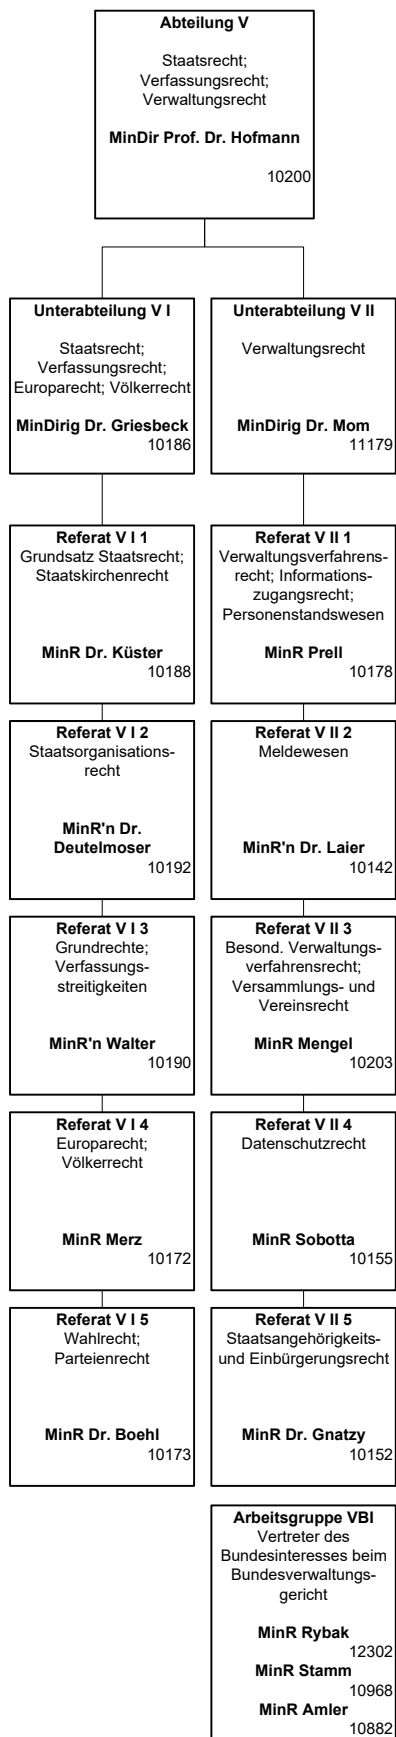 Abteilung V
Staatsrecht;
Verfassungsrecht;
Verwaltungsrecht
MinDir Prof. Dr. Hofmann
10200
Unterabteilung V I
Staatsrecht;
Verfassungsrecht;
Europarecht; Völkerrecht
MinDirig Dr. Griesbeck
10186
Unterabteilung V II
Verwaltungsrecht
MinDirig Dr. Mom
11179
Referat V I 1
Grundsatz Staatsrecht;
Staatskirchenrecht
MinR Dr. Küster
10188
Referat V II 1
Verwaltungsverfahrens-
recht; Informations-
zugangsrecht;
Personenstandswesen
MinR Prell
10178
Referat V I 2
Staatsorganisations-
recht
MinR'n Dr.
Deutelmoser
10192
Referat V II 2
Meldewesen
MinR'n Dr. Laier
10142
Referat V I 3
Grundrechte;
Verfassungs-
streitigkeiten
MinR'n Walter
10190
Referat V II 3
Besond. Verwaltungs-
verfahrensrecht;
Versammlungs- und
Vereinsrecht
MinR Mengel
10203
Referat V I 4
Europarecht;
Völkerrecht
MinR Merz
10172
Referat V II 4
Datenschutzrecht
MinR Sobotta
10155
Referat V I 5
Wahlrecht;
Parteienrecht
MinR Dr. Boehl
10173
Referat V II 5
Staatsangehörigkeits-
und Einbürgerungsrecht
MinR Dr. Gnatzy
10152
Arbeitsgruppe VBI
Vertreter des
Bundesinteresses beim
Bundesverwaltungs-
gericht
MinR Rybak
12302
MinR Stamm
10968
MinR Amler
10882